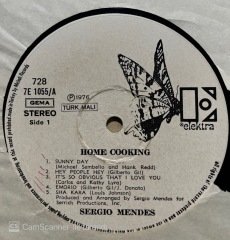 728
7E 1055/A
GEMA
STEREO
Side 1
℗ 1976
TÜRK MALI
elektra
HOME COOKING
1. SUNNY DAY
(Michael Sembello and Hank Redd)
2. HEY PEOPLE HEY (Gilberto Gil)
3. IT'S SO OBVIOUS THAT I LOVE YOU
(Carlos and Kathy Lyra)
4. EMORIO (Gilberto Gil/J. Donato)
5. SHA KARA (Louis Johnson)
Produced and Arranged by Sergio Mendes for
Serrich Productions, Inc.
SERGIO MENDES
CamScanner